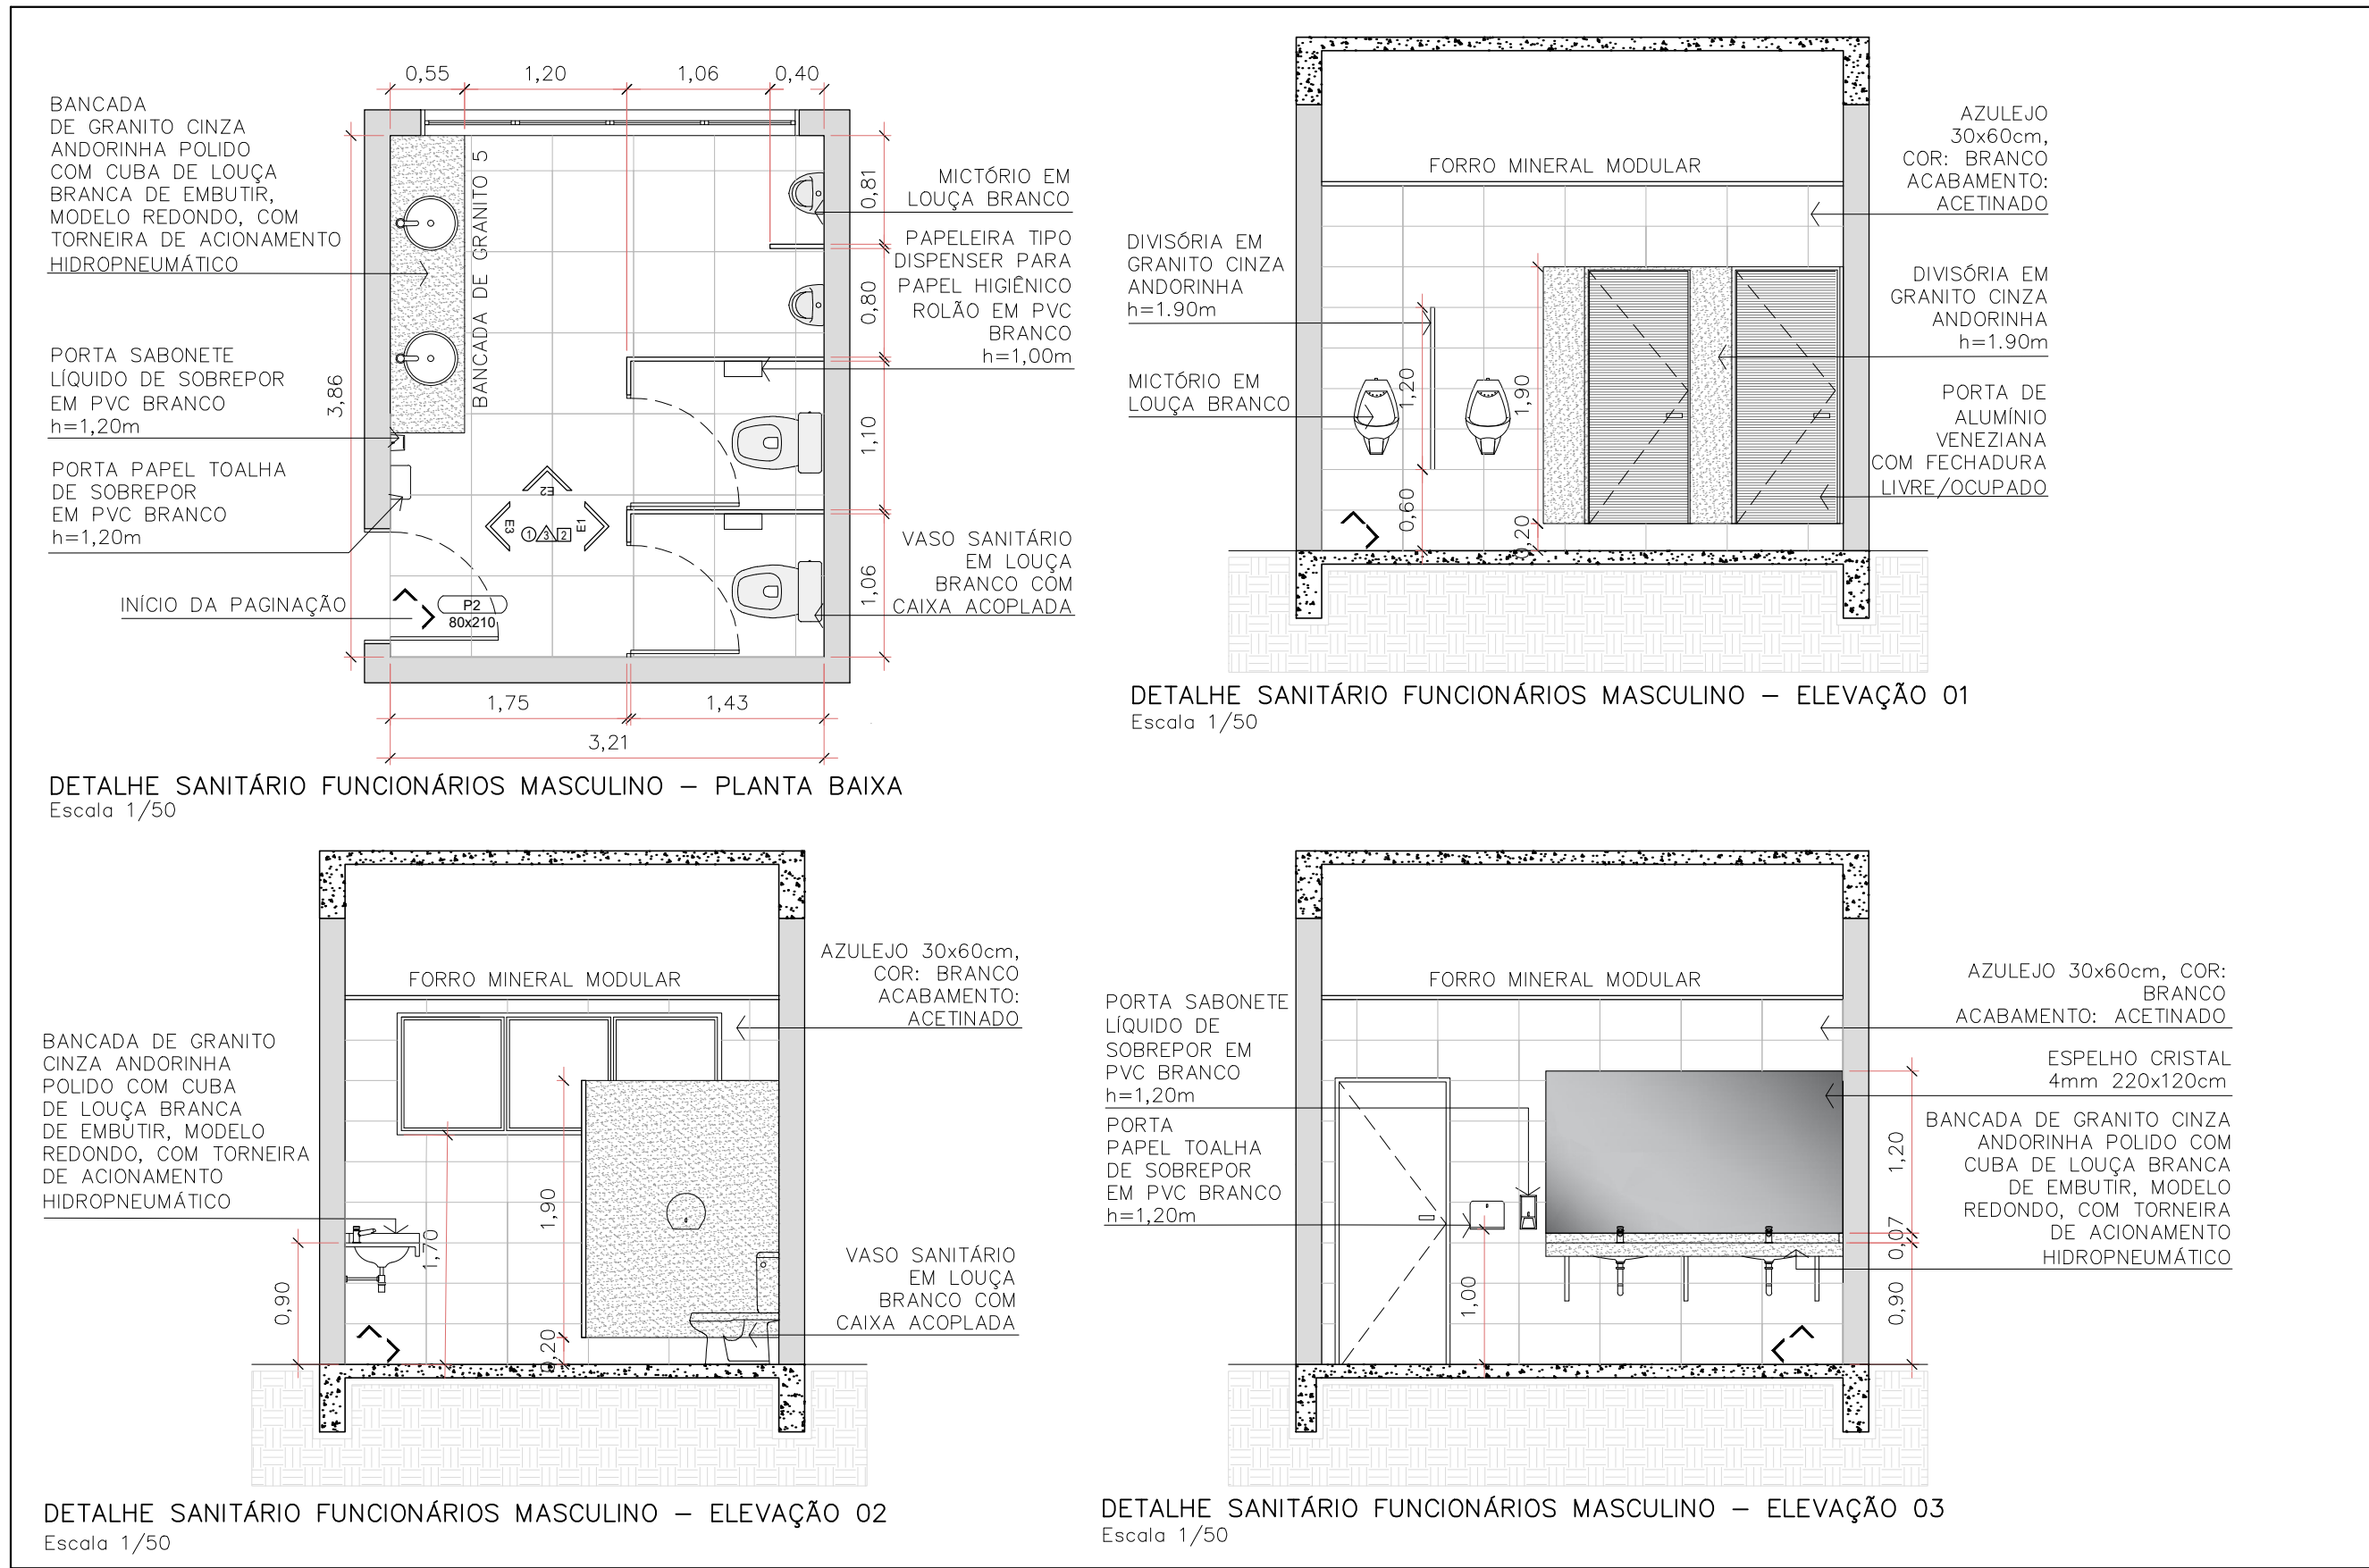 0,55
1,20
1,06
0,40
BANCADA
DE GRANITO CINZA
ANDORINHA POLIDO
COM CUBA DE LOUÇA
BRANCA DE EMBUTIR,
MODELO REDONDO, COM
TORNEIRA DE ACIONAMENTO
HIDROPNEUMÁTICO
PORTA SABONETE
LÍQUIDO DE SOBREPOR
EM PVC BRANCO
h=1,20m
PORTA PAPEL TOALHA
DE SOBREPOR
EM PVC BRANCO
h=1,20m
INÍCIO DA PAGINAÇÃO
3,86
BANCADA DE GRANITO 5
E2
E3
1
3
2
E1
P2
80x210
MICTÓRIO EM
LOUÇA BRANCO
PAPELEIRA TIPO
DISPENSER PARA
PAPEL HIGIÊNICO
ROLÃO EM PVC
BRANCO
h=1,00m
VASO SANITÁRIO
EM LOUÇA
BRANCO COM
CAIXA ACOPLADA
0,81
0,80
1,10
1,06
1,75
1,43
3,21
DETALHE SANITÁRIO FUNCIONÁRIOS MASCULINO – PLANTA BAIXA
Escala 1/50
FORRO MINERAL MODULAR
AZULEJO
30x60cm,
COR: BRANCO
ACABAMENTO:
ACETINADO
DIVISÓRIA EM
GRANITO CINZA
ANDORINHA
h=1.90m
MICTÓRIO EM
LOUÇA BRANCO
DIVISÓRIA EM
GRANITO CINZA
ANDORINHA
h=1.90m
PORTA DE
ALUMÍNIO
VENEZIANA
COM FECHADURA
LIVRE/OCUPADO
1,20
0,60
1,90
0,20
DETALHE SANITÁRIO FUNCIONÁRIOS MASCULINO – ELEVAÇÃO 01
Escala 1/50
FORRO MINERAL MODULAR
AZULEJO 30x60cm,
COR: BRANCO
ACABAMENTO:
ACETINADO
BANCADA DE GRANITO
CINZA ANDORINHA
POLIDO COM CUBA
DE LOUÇA BRANCA
DE EMBUTIR, MODELO
REDONDO, COM TORNEIRA
DE ACIONAMENTO
HIDROPNEUMÁTICO
0,90
1,70
1,90
0,20
VASO SANITÁRIO
EM LOUÇA
BRANCO COM
CAIXA ACOPLADA
DETALHE SANITÁRIO FUNCIONÁRIOS MASCULINO – ELEVAÇÃO 02
Escala 1/50
FORRO MINERAL MODULAR
PORTA SABONETE
LÍQUIDO DE
SOBREPOR EM
PVC BRANCO
h=1,20m
PORTA
PAPEL TOALHA
DE SOBREPOR
EM PVC BRANCO
h=1,20m
1,00
AZULEJO 30x60cm, COR:
BRANCO
ACABAMENTO: ACETINADO
ESPELHO CRISTAL
4mm 220x120cm
BANCADA DE GRANITO CINZA
ANDORINHA POLIDO COM
CUBA DE LOUÇA BRANCA
DE EMBUTIR, MODELO
REDONDO, COM TORNEIRA
DE ACIONAMENTO
HIDROPNEUMÁTICO
1,20
0,07
0,90
DETALHE SANITÁRIO FUNCIONÁRIOS MASCULINO – ELEVAÇÃO 03
Escala 1/50